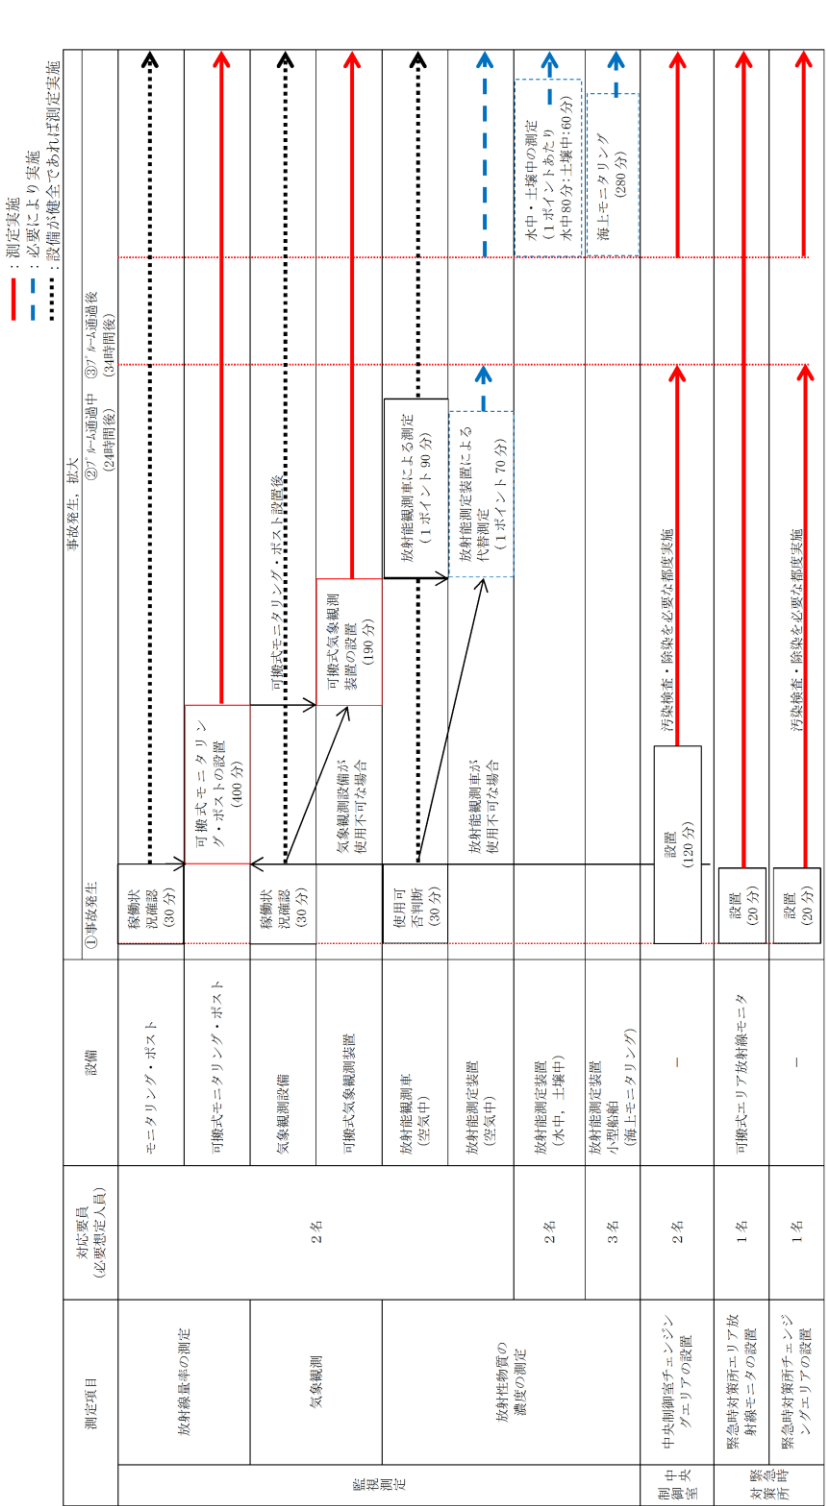 ：測定実施
：必要により実施
：設備が健全であれば測定実施
測定項目
対応要員
(必要想定人員)
設備
事故発生，拡大
①事故発生
②ﾌﾟﾙｰﾑ通過中
(24時間後)
③ﾌﾟﾙｰﾑ通過後
(34時間後)
監視測定
放射線量率の測定
2名
モニタリング・ポスト
稼働状
況確認
(30分)
可搬式モニタリング・ポスト
可搬式モニタリン
グ・ポストの設置
(400分)
気象観測
気象観測設備
稼働状
況確認
(30分)
可搬式モニタリング・ポスト設置後
可搬式気象観測装置
気象観測設備が
使用不可な場合
可搬式気象観測
装置の設置
(190分)
放射性物質の
濃度の測定
放射能観測車
(空気中)
使用可
否判断
(30分)
放射能観測車による測定
(1ポイント90分)
放射能測定装置
(空気中)
放射能観測車が
使用不可な場合
放射能測定装置による
代替測定
(1ポイント70分)
2名
放射能測定装置
(水中，土壌中)
水中・土壌中の測定
(1ポイントあたり
水中80分:土壌中:60分)
3名
放射能測定装置
小型船舶
(海上モニタリング)
海上モニタリング
(280分)
中央制御室
中央制御室チェンジン
グエリアの設置
2名
－
設置
(120分)
汚染検査・除染を必要な都度実施
緊急時対策所
緊急時対策所エリア放
射線モニタの設置
1名
可搬式エリア放射線モニタ
設置
(20分)
緊急時対策所チェンジ
ングエリアの設置
1名
－
設置
(20分)
汚染検査・除染を必要な都度実施